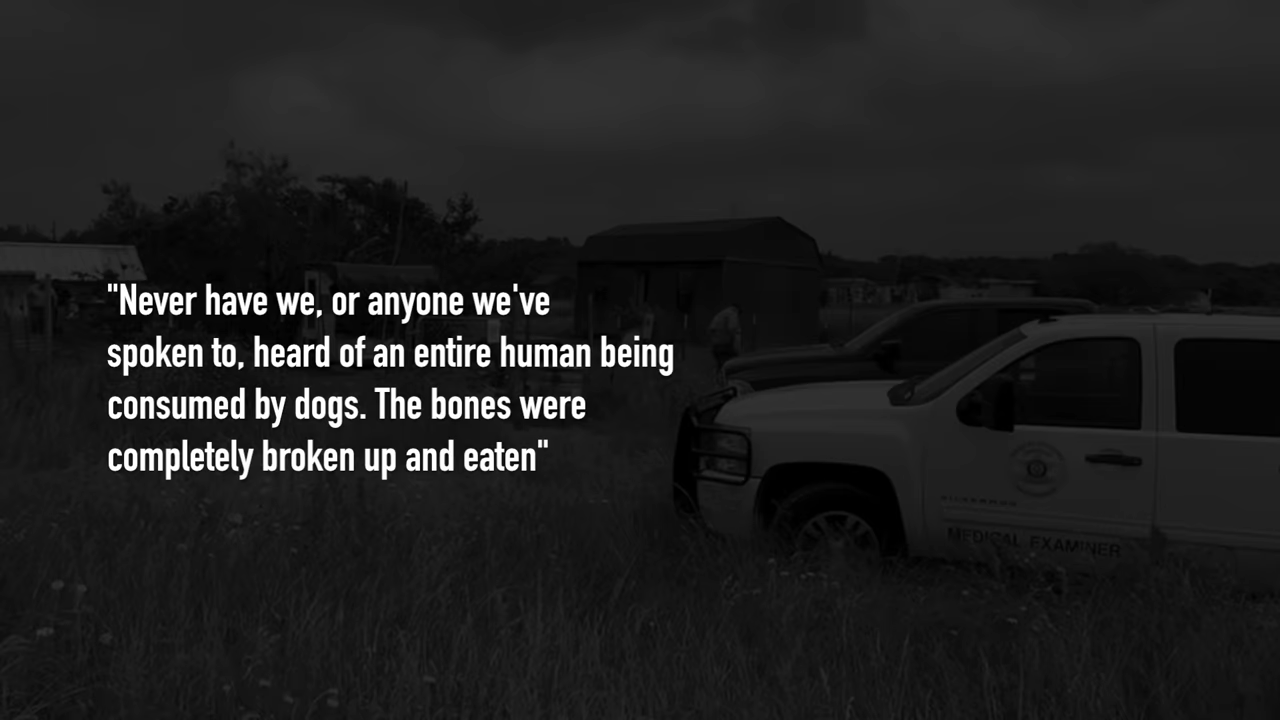 "Never have we, or anyone we've
spoken to, heard of an entire human being
consumed by dogs. The bones were
completely broken up and eaten"
MEDICAL EXAMINER